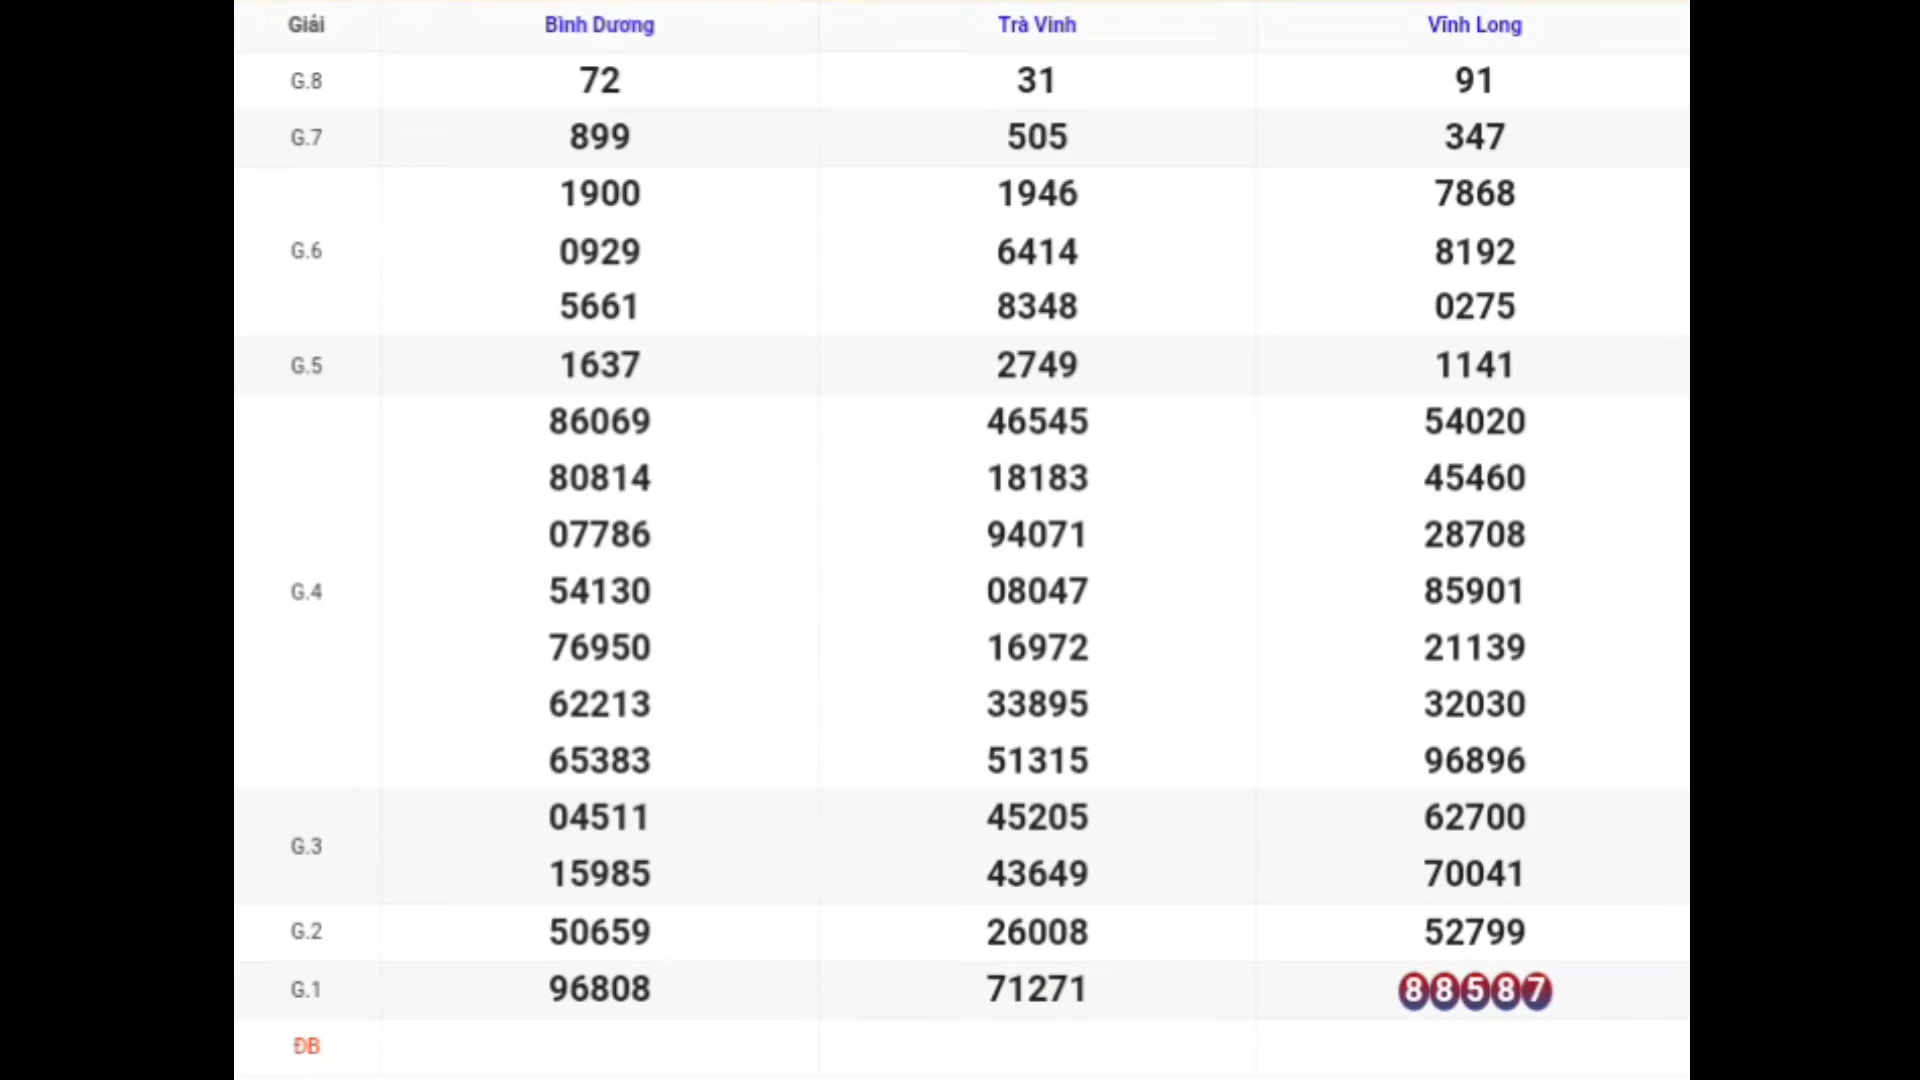 Giải Bình Dương Trà Vinh Vĩnh Long
G.8 72 31 91
G.7 899 505 347
1900 1946 7868
G.6 0929 6414 8192
5661 8348 0275
G.5 1637 2749 1141
86069 46545 54020
80814 18183 45460
07786 94071 28708
G.4 54130 08047 85901
76950 16972 21139
62213 33895 32030
65383 51315 96896
G.3
04511 45205 62700
15985 43649 70041
G.2 50659 26008 52799
G.1 96808 71271 88587
ĐB